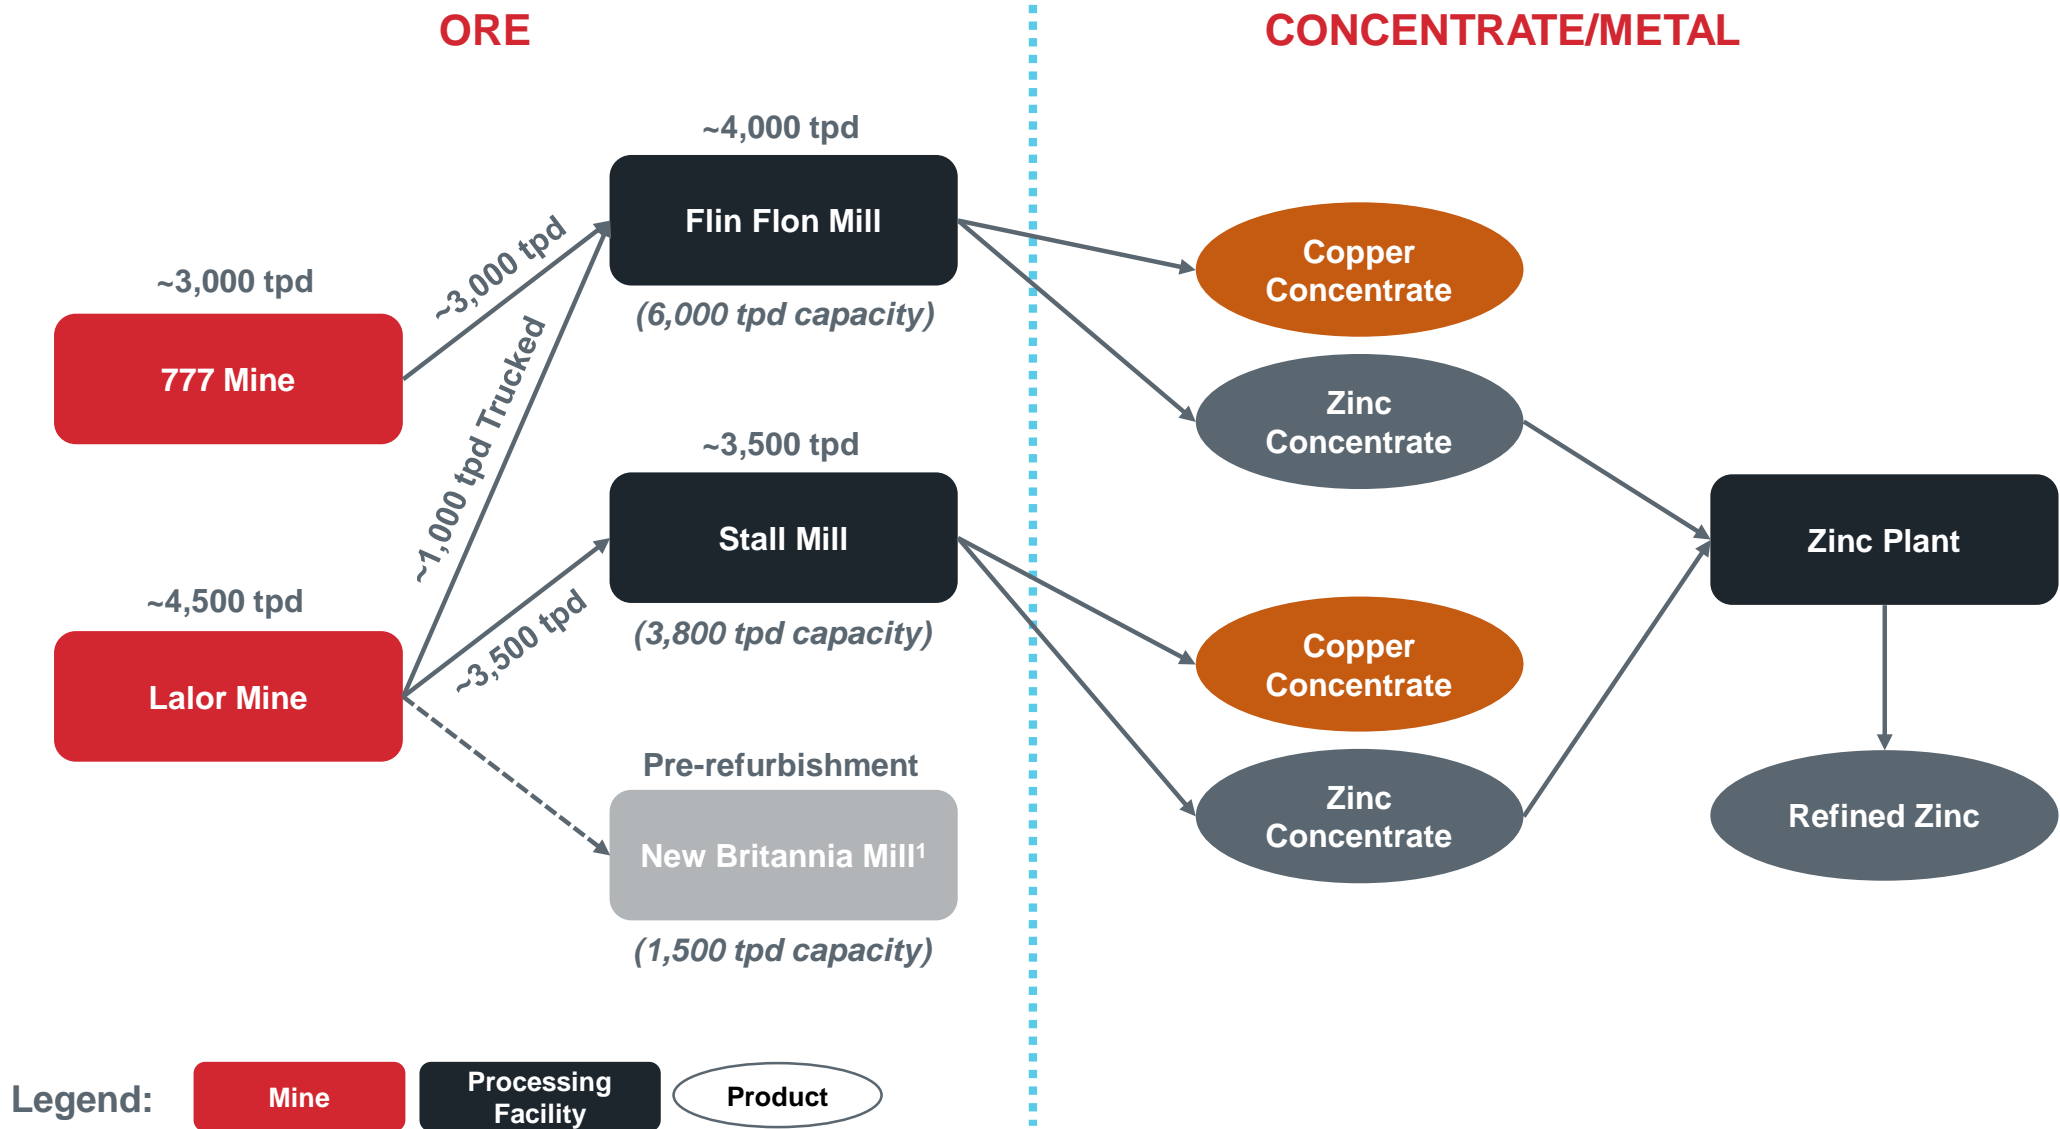 ORE
CONCENTRATE/METAL
~4,000 tpd
Flin Flon Mill
(6,000 tpd capacity)
~3,000 tpd
~3,000 tpd
777 Mine
~1,000 tpd Trucked
Copper
Concentrate
Zinc
Concentrate
~3,500 tpd
Stall Mill
(3,800 tpd capacity)
Zinc Plant
~4,500 tpd
Lalor Mine
~3,500 tpd
Copper
Concentrate
Zinc
Concentrate
Refined Zinc
Pre-refurbishment
New Britannia Mill¹
(1,500 tpd capacity)
Legend:
Mine
Processing
Facility
Product